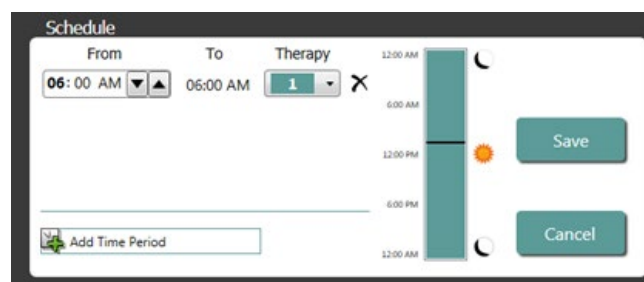 Schedule
From To Therapy
06: 00 AM 06:00 AM 1
Add Time Period
12:00 AM
6:00 AM
12:00 PM
6:00 PM
12:00 AM
Save
Cancel